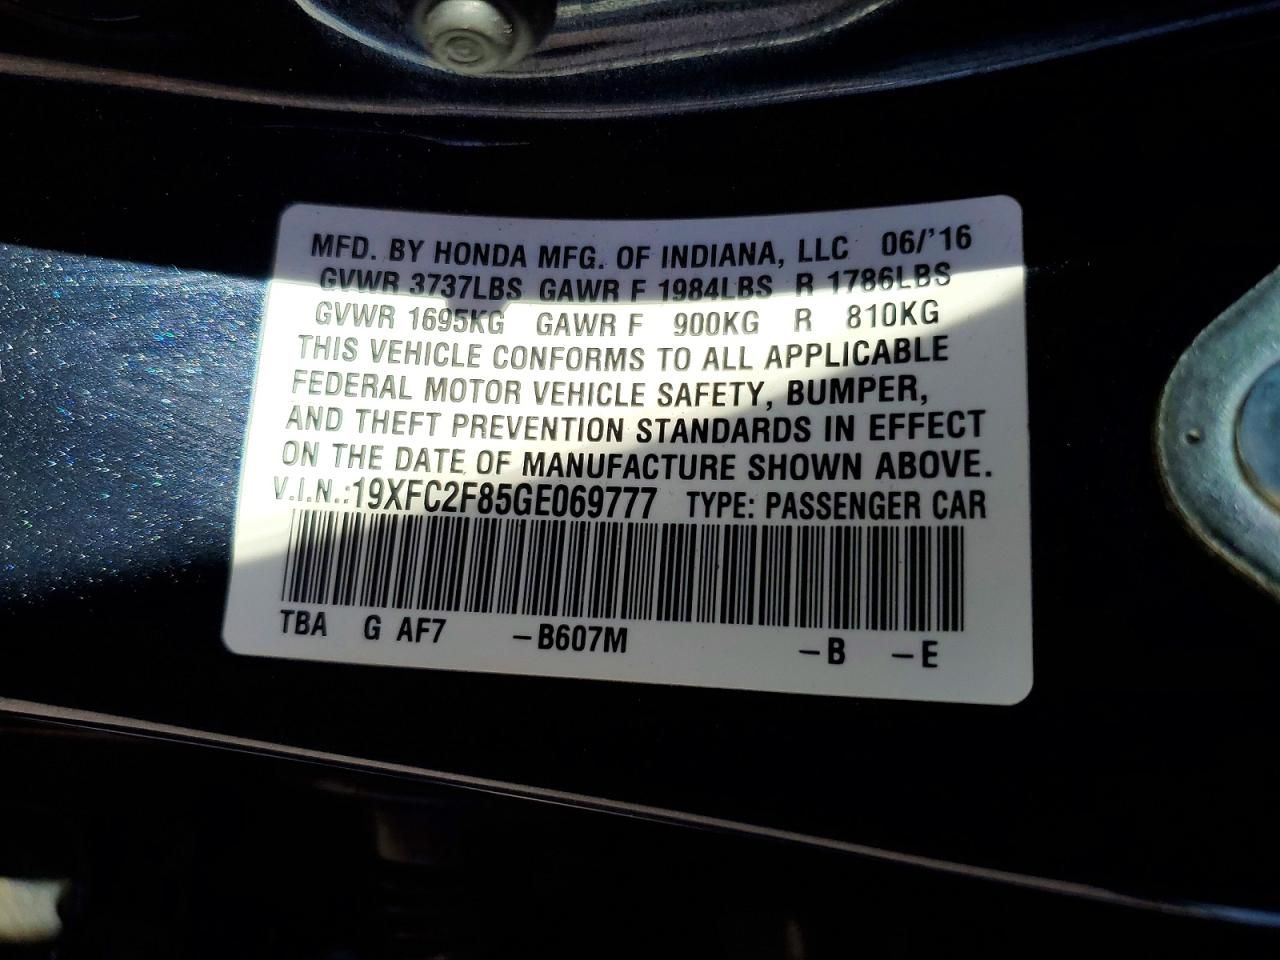 MFD. BY HONDA MFG. OF INDIANA, LLC 06/'16
GVWR 3737LBS GAWR F 1984LBS R 1786LBS
GVWR 1695KG GAWR F 900KG R 810KG
THIS VEHICLE CONFORMS TO ALL APPLICABLE
FEDERAL MOTOR VEHICLE SAFETY, BUMPER,
AND THEFT PREVENTION STANDARDS IN EFFECT
ON THE DATE OF MANUFACTURE SHOWN ABOVE.
V.I.N.:19XFC2F85GE069777 TYPE: PASSENGER CAR
TBA G AF7 -B607M -B -E